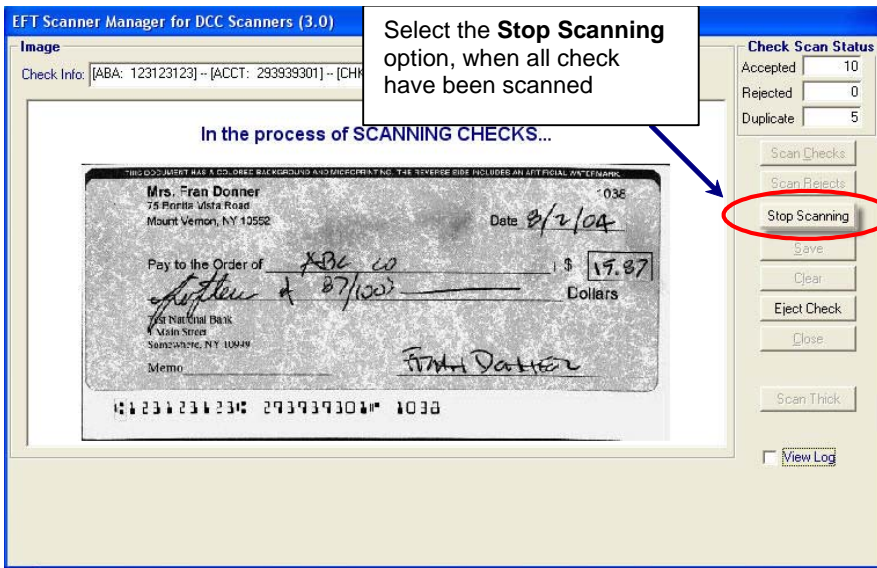 EFT Scanner Manager for DCC Scanners (3.0)
Select the Stop Scanning
option, when all check
have been scanned
Image
Check Info: [ABA: 123123123] -- [ACCT: 293939301] -- [CHK
Check Scan Status
Accepted 10
Rejected 0
Duplicate 5
In the process of SCANNING CHECKS...
THIS DOCUMENT HAS A COLORED BACKGROUND AND MICROPRINTING. THE REVERSE SIDE INCLUDES AN ARTIFICIAL WATERMARK.
Mrs. Fran Donner
1038
75 Bonita Vista Road
Mount Vernon, NY 10552
Date 8/2/04
Pay to the Order of ABC CO $ 15.87
Fifteen & 87/100 Dollars
Test National Bank
1 Main Street
Somewhere, NY 10949
Memo Fran Donner
⑆123123123⑆ 293939301⑈ 1038
Scan Checks
Scan Rejects
Stop Scanning
Save
Clear
Eject Check
Close
Scan Thick
View Log